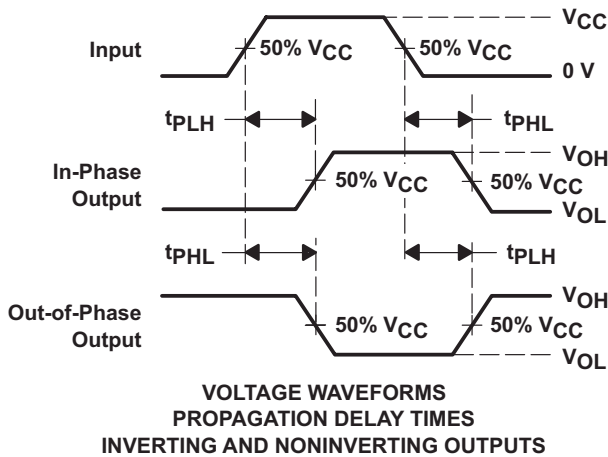 VCC
Input
50% VCC
50% VCC
0 V
tPLH
tPHL
In-Phase
Output
50% VCC
VOH
50% VCC
VOL
tPHL
tPLH
Out-of-Phase
Output
50% VCC
VOH
50% VCC
VOL
VOLTAGE WAVEFORMS
PROPAGATION DELAY TIMES
INVERTING AND NONINVERTING OUTPUTS